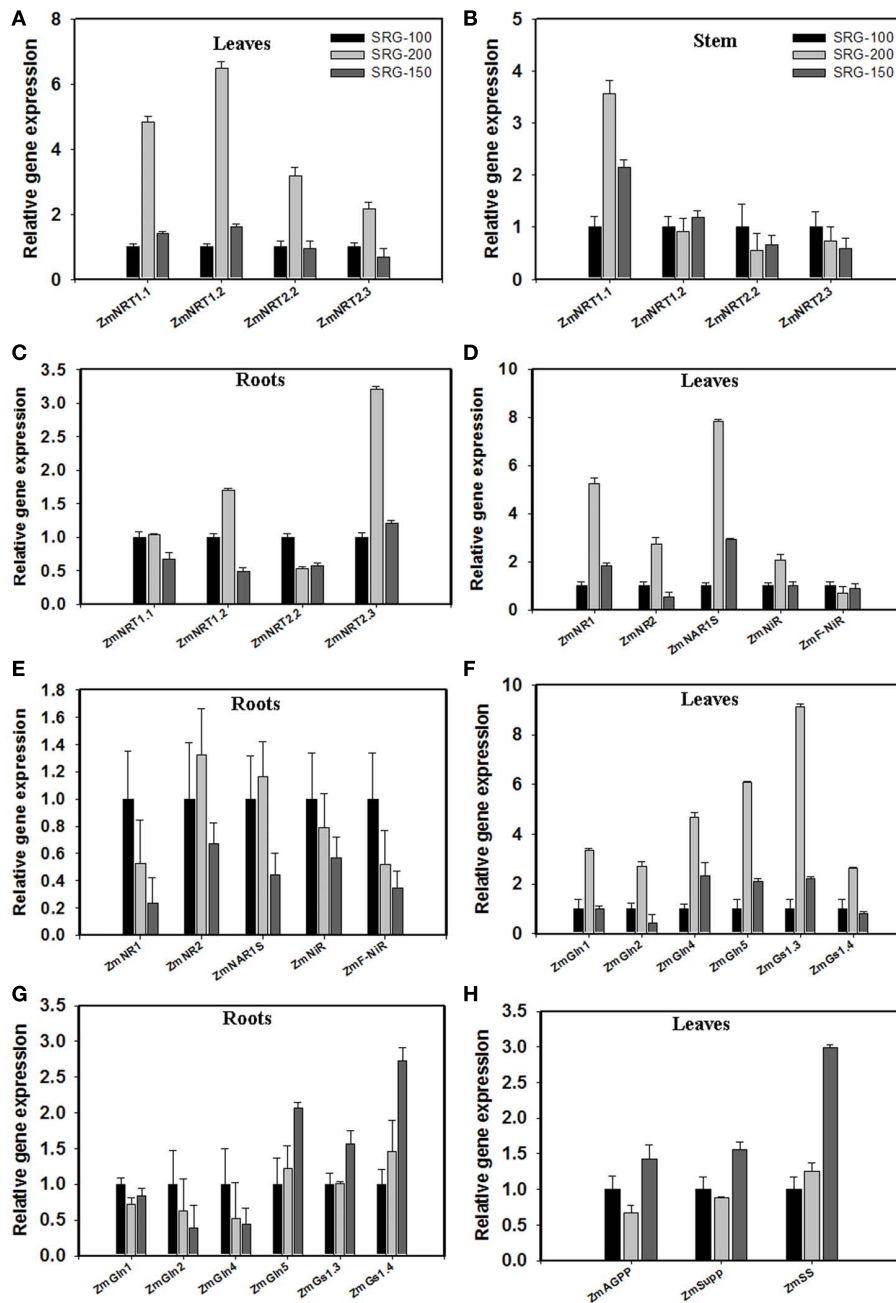 A
Leaves
SRG-100
SRG-200
SRG-150
Relative gene expression
8
6
4
2
0
ZmNRT1.1
ZmNRT1.2
ZmNRT2.2
ZmNRT2.3
B
Stem
SRG-100
SRG-200
SRG-150
Relative gene expression
5
4
3
2
1
0
ZmNRT1.1
ZmNRT1.2
ZmNRT2.2
ZmNRT2.3
C
Roots
Relative gene expression
3.5
3.0
2.5
2.0
1.5
1.0
0.5
0.0
ZmNRT1.1
ZmNRT1.2
ZmNRT2.2
ZmNRT2.3
D
Leaves
Relative gene expression
10
8
6
4
2
0
ZmNR1
ZmNR2
ZmNAR1S
ZmNiR
ZmF-NiR
E
Roots
Relative gene expression
1.8
1.6
1.4
1.2
1.0
0.8
0.6
0.4
0.2
0.0
ZmNR1
ZmNR2
ZmNAR1S
ZmNiR
ZmF-NiR
F
Leaves
Relative gene expression
10
8
6
4
2
0
ZmGln1
ZmGln2
ZmGln4
ZmGln5
ZmGs1.3
ZmGs1.4
G
Roots
Relative gene expression
3.5
3.0
2.5
2.0
1.5
1.0
0.5
0.0
ZmGln1
ZmGln2
ZmGln4
ZmGln5
ZmGs1.3
ZmGs1.4
H
Leaves
Relative gene expression
3.5
3.0
2.5
2.0
1.5
1.0
0.5
0.0
ZmAGPP
ZmSupp
ZmSS